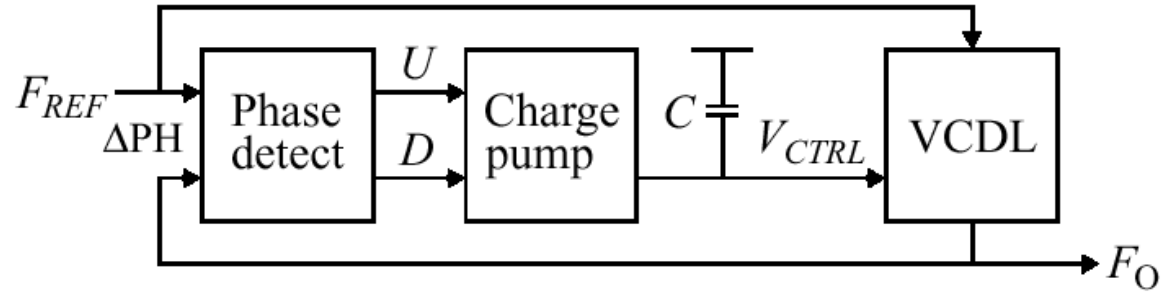 F_REF
ΔPH
Phase
detect
U
D
Charge
pump
C
V_CTRL
VCDL
F_O